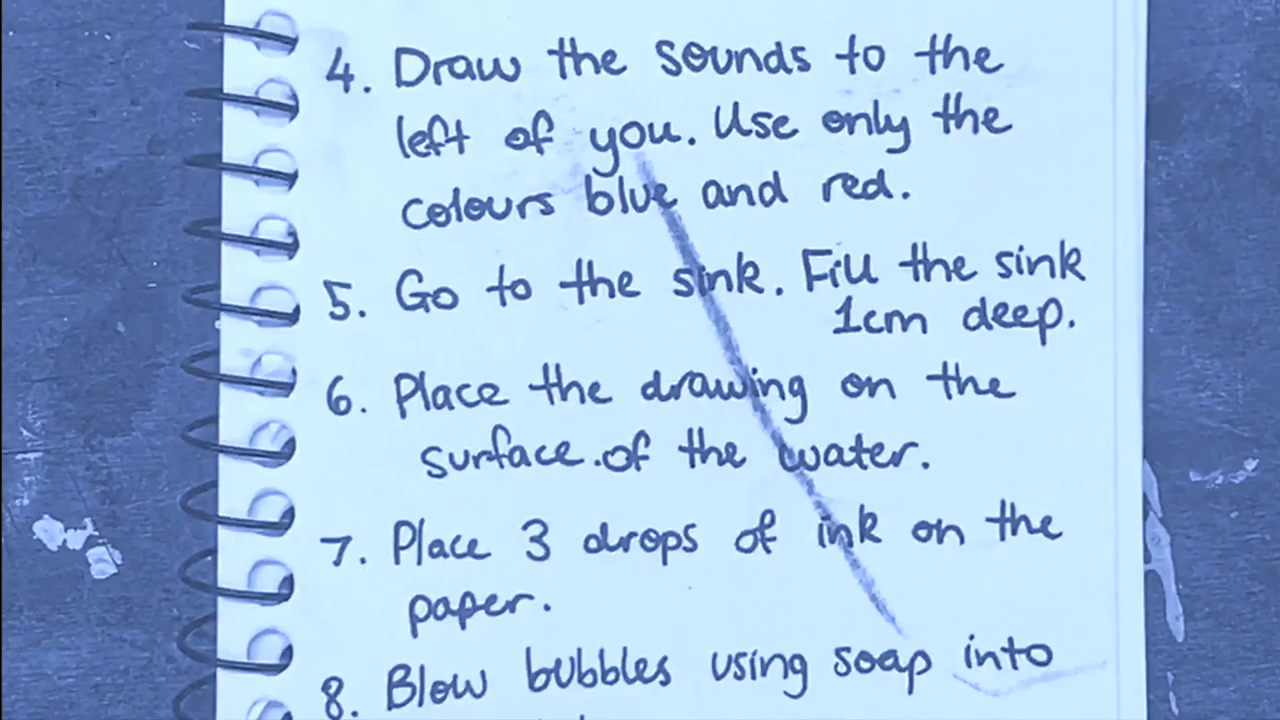 4. Draw the sounds to the
left of you. Use only the
colours blue and red.
5. Go to the sink. Fill the sink
1cm deep.
6. Place the drawing on the
surface of the water.
7. Place 3 drops of ink on the
paper.
8. Blow bubbles using soap into